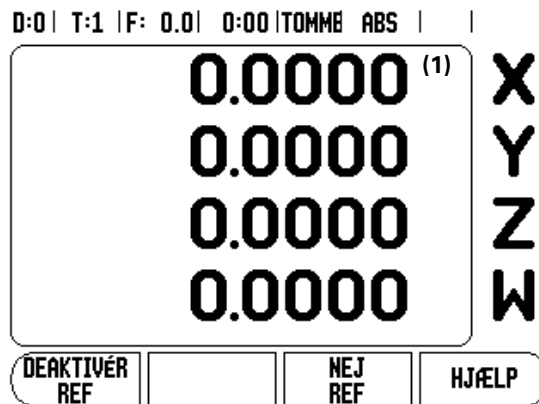 D:0 | T:1 | F: 0.0 | 0:00 | TOMME ABS | |
0.0000 (1) X
0.0000 Y
0.0000 Z
0.0000 W
DEAKTIVÉR REF
NEJ REF
HJÆLP